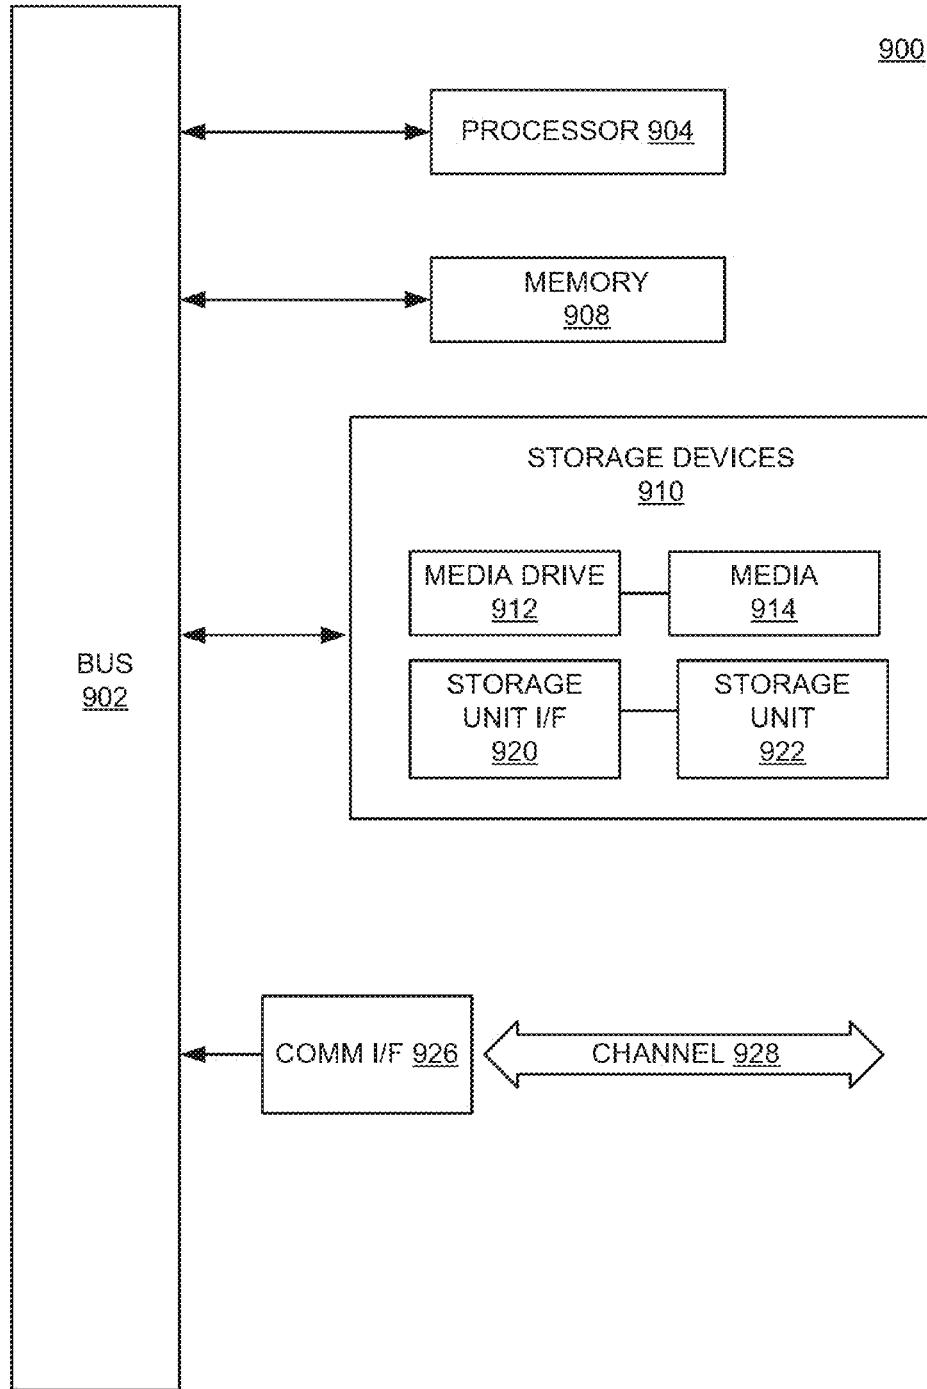 900
PROCESSOR 904
MEMORY
908
STORAGE DEVICES
910
MEDIA DRIVE
912
MEDIA
914
BUS
902
STORAGE
UNIT I/F
920
STORAGE
UNIT
922
COMM I/F 926
CHANNEL 928